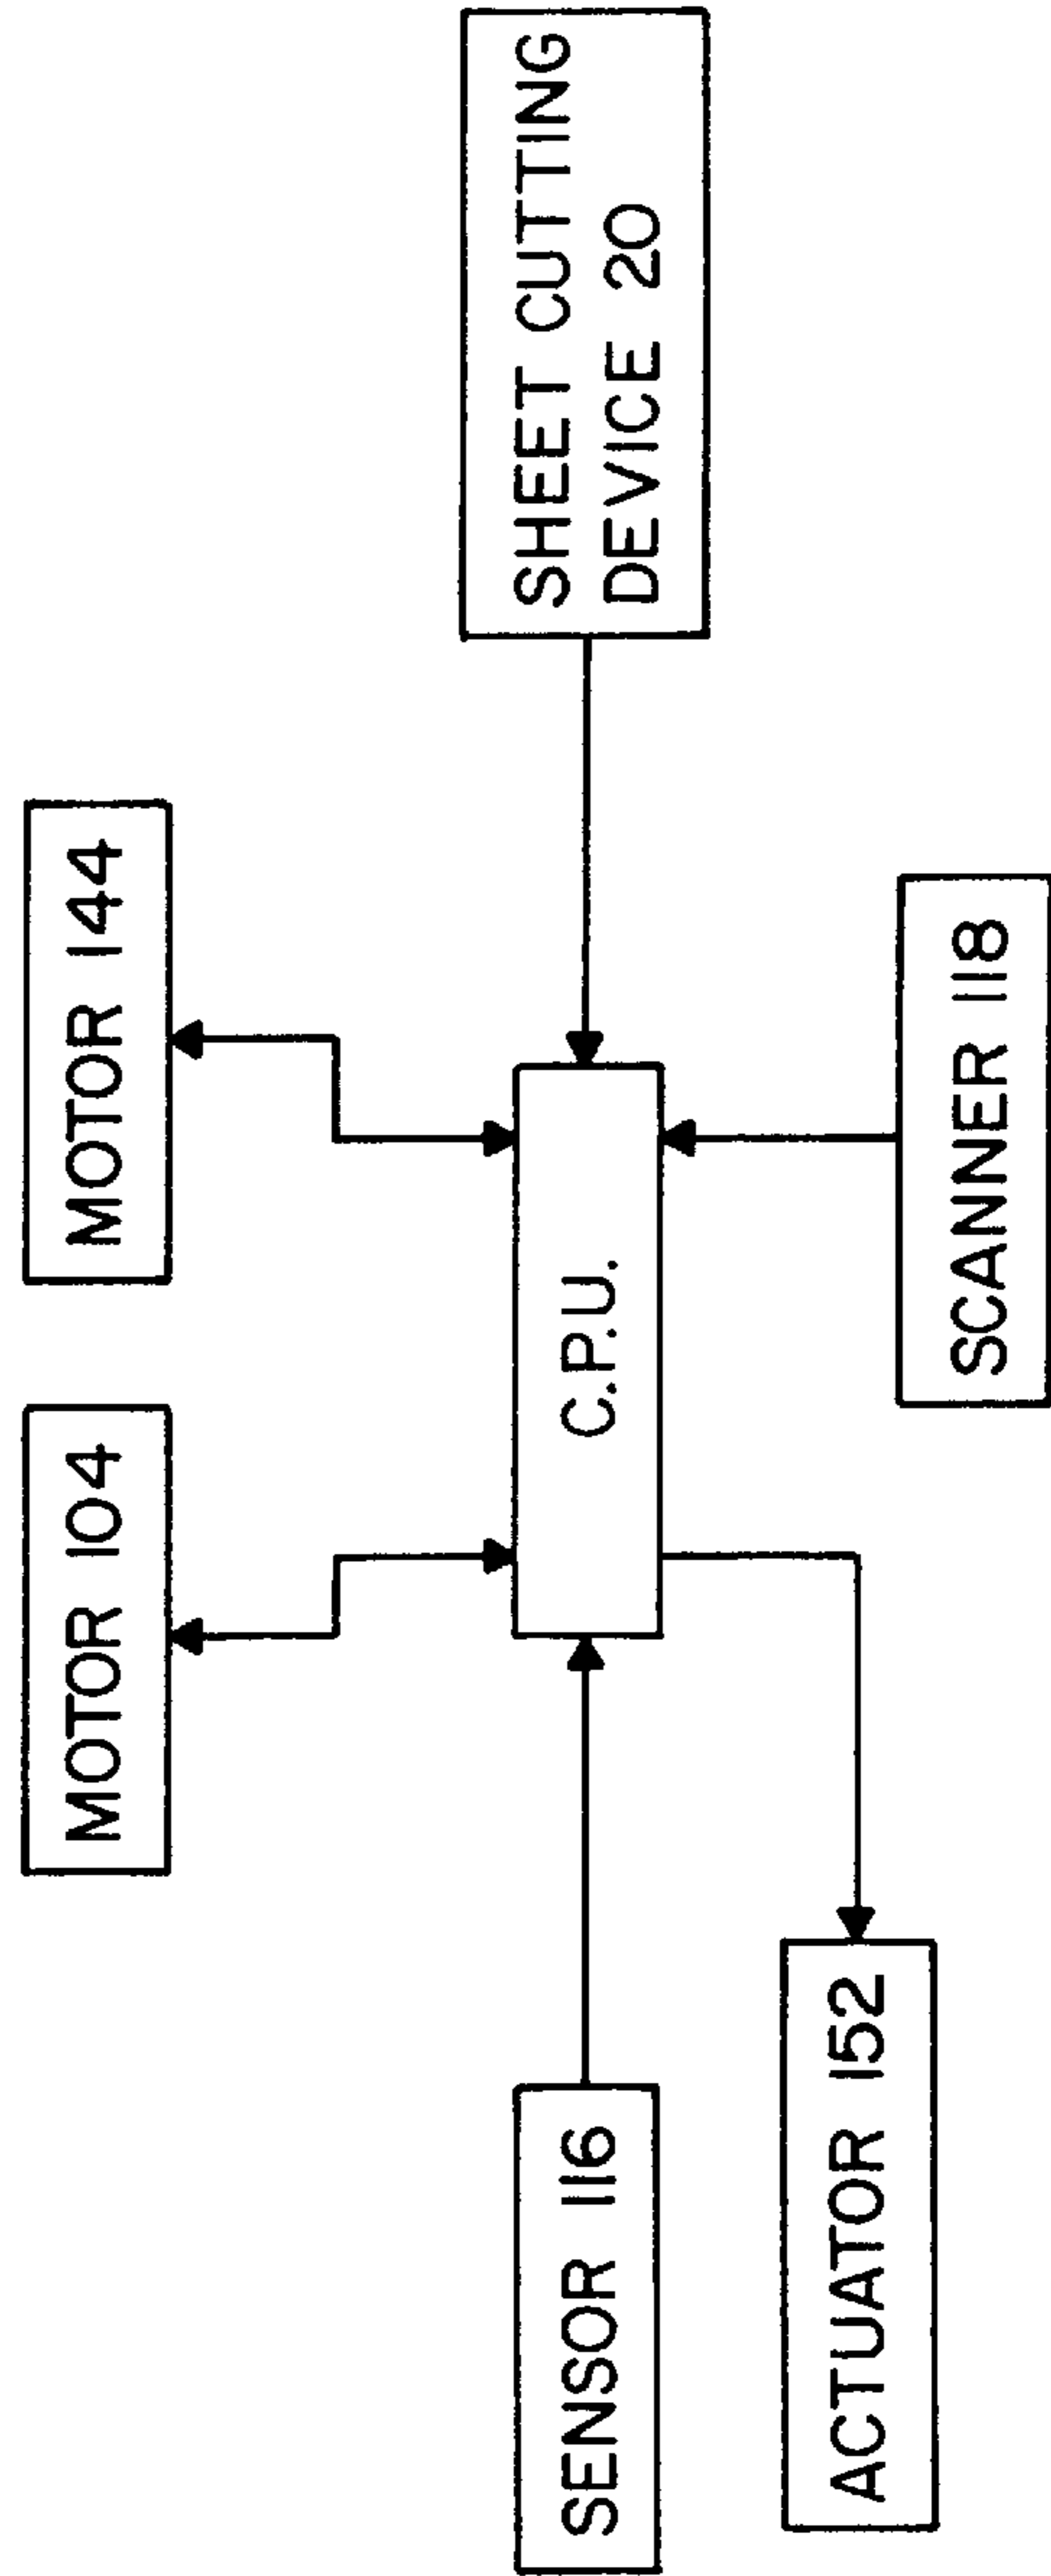 MOTOR 104
MOTOR 144
SENSOR 116
C.P.U.
SHEET CUTTING
DEVICE 20
ACTUATOR 152
SCANNER 118